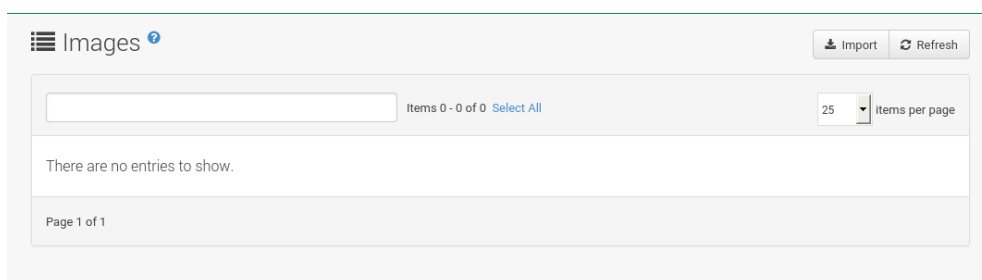 Images
Import Refresh
Items 0 - 0 of 0 Select All 25 items per page
There are no entries to show.
Page 1 of 1